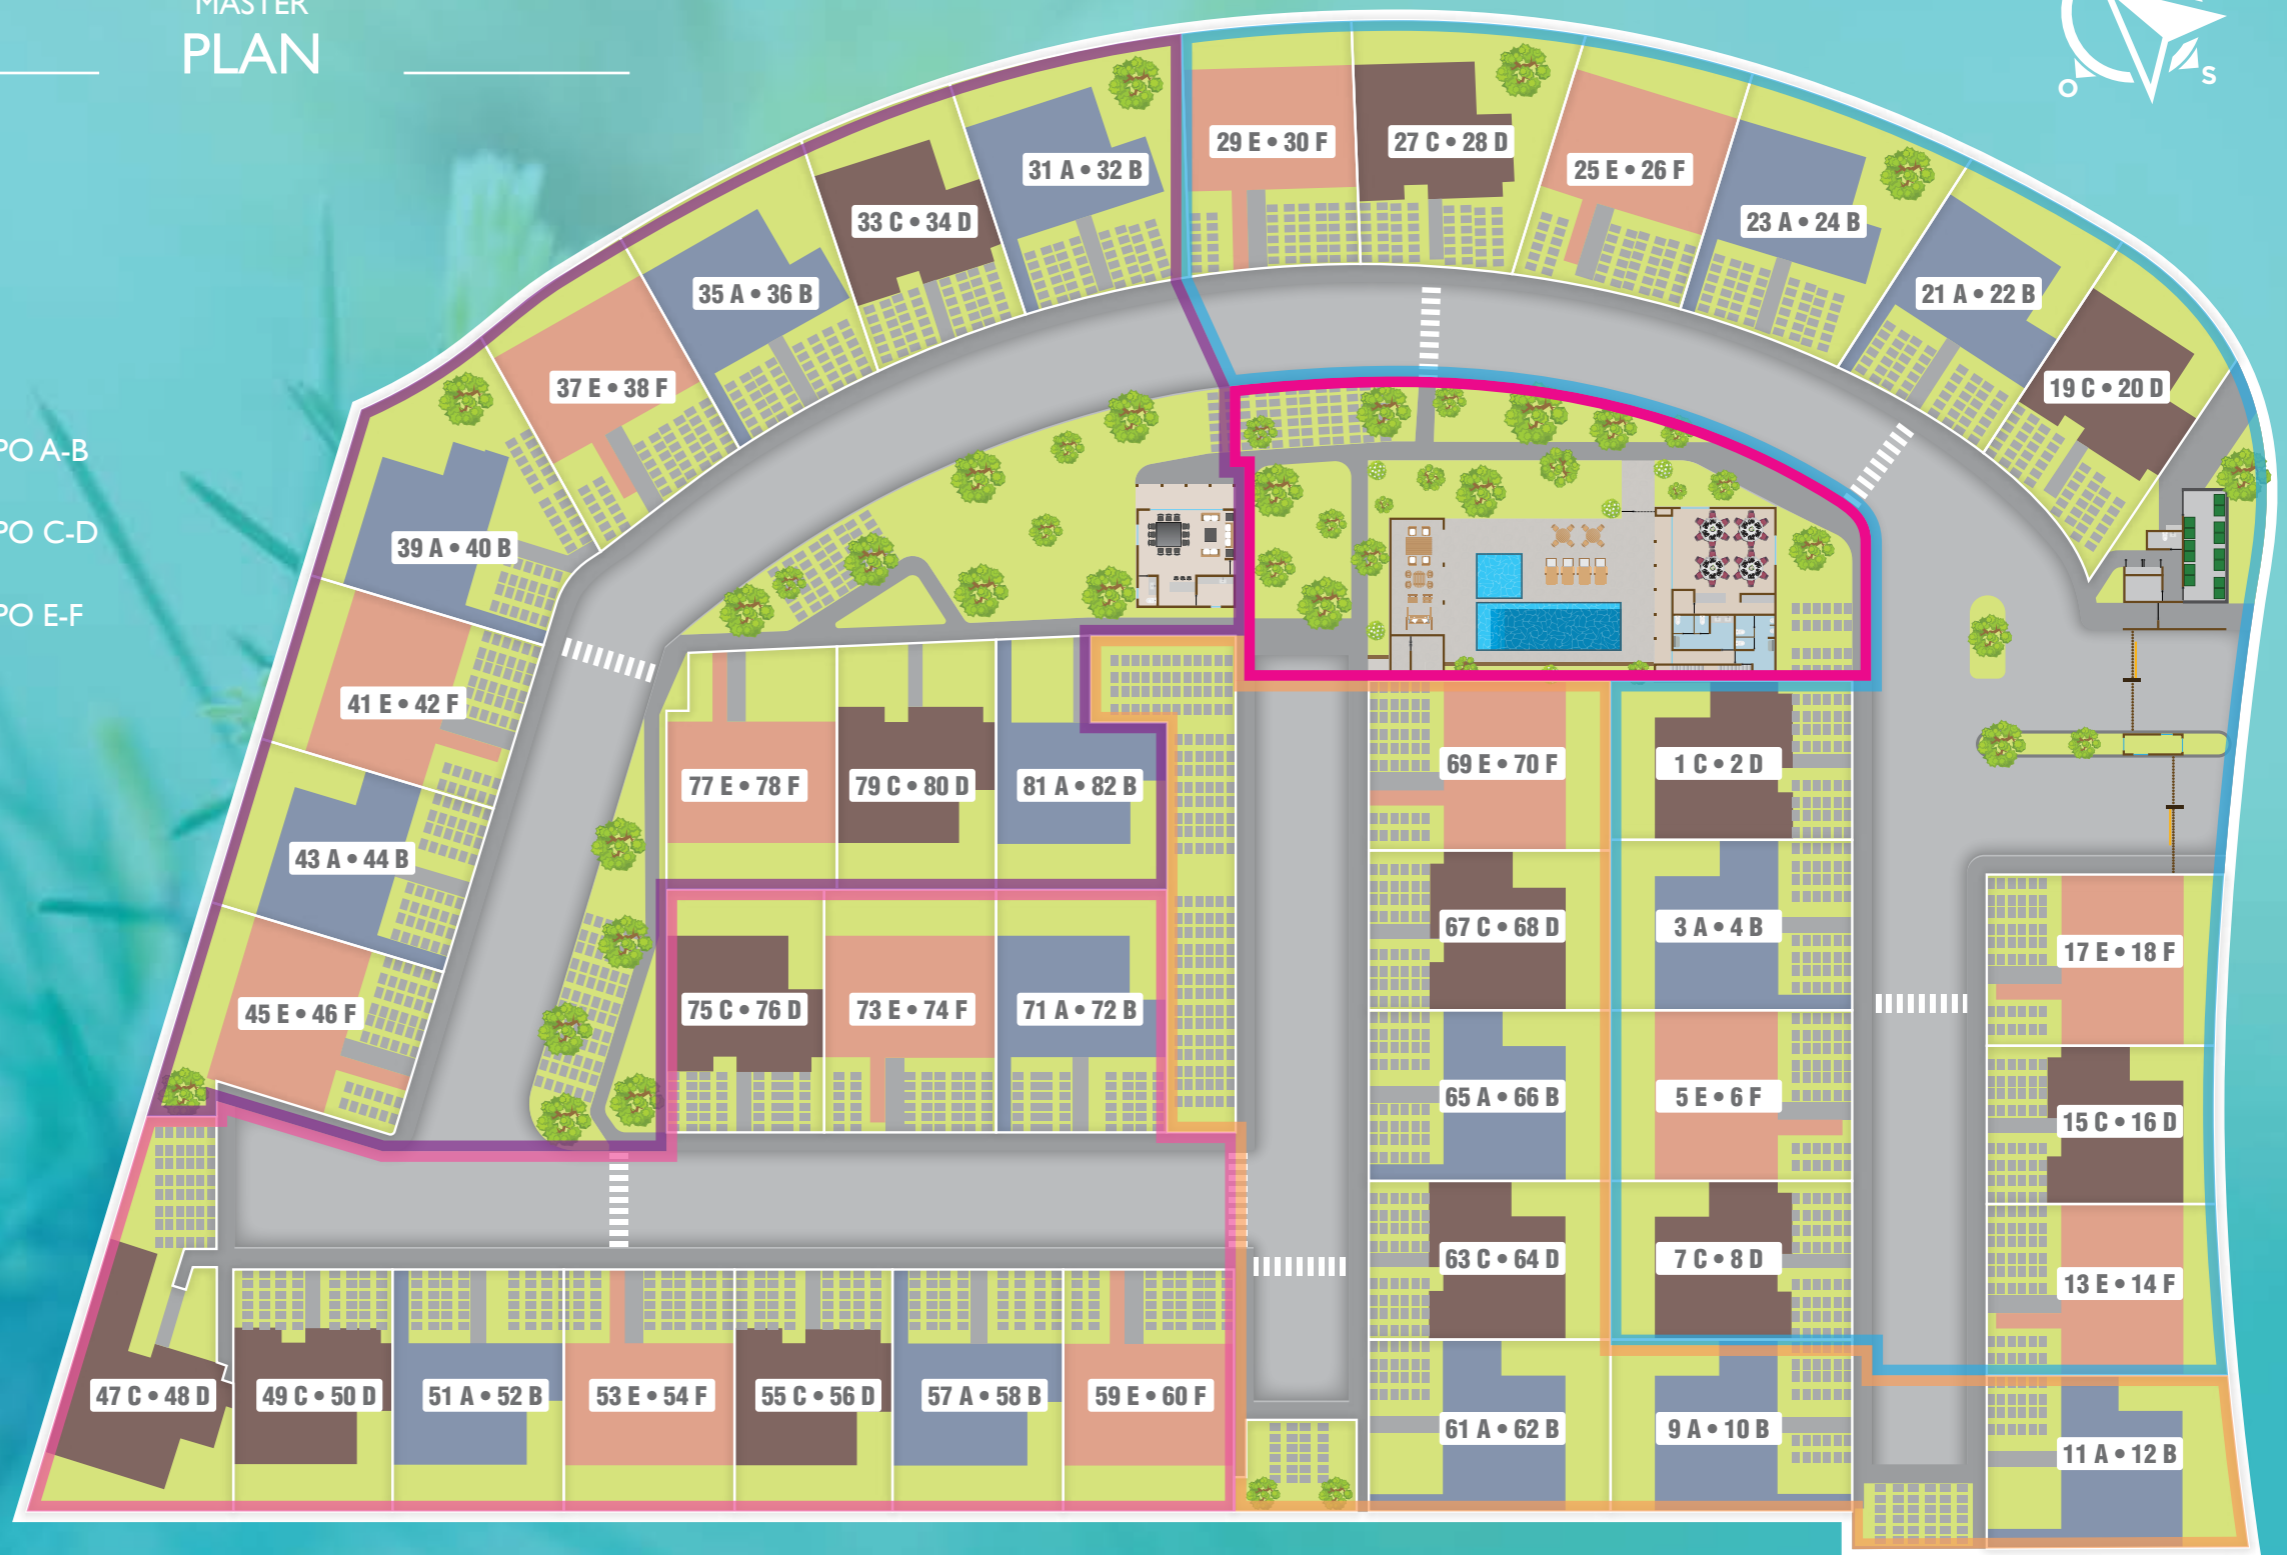 MASTER
PLAN
O
S
PO A-B
PO C-D
PO E-F
29 E • 30 F
27 C • 28 D
25 E • 26 F
31 A • 32 B
33 C • 34 D
23 A • 24 B
35 A • 36 B
21 A • 22 B
37 E • 38 F
19 C • 20 D
39 A • 40 B
41 E • 42 F
43 A • 44 B
45 E • 46 F
77 E • 78 F
79 C • 80 D
81 A • 82 B
69 E • 70 F
1 C • 2 D
67 C • 68 D
3 A • 4 B
17 E • 18 F
75 C • 76 D
73 E • 74 F
71 A • 72 B
65 A • 66 B
5 E • 6 F
15 C • 16 D
63 C • 64 D
7 C • 8 D
13 E • 14 F
47 C • 48 D
49 C • 50 D
51 A • 52 B
53 E • 54 F
55 C • 56 D
57 A • 58 B
59 E • 60 F
61 A • 62 B
9 A • 10 B
11 A • 12 B